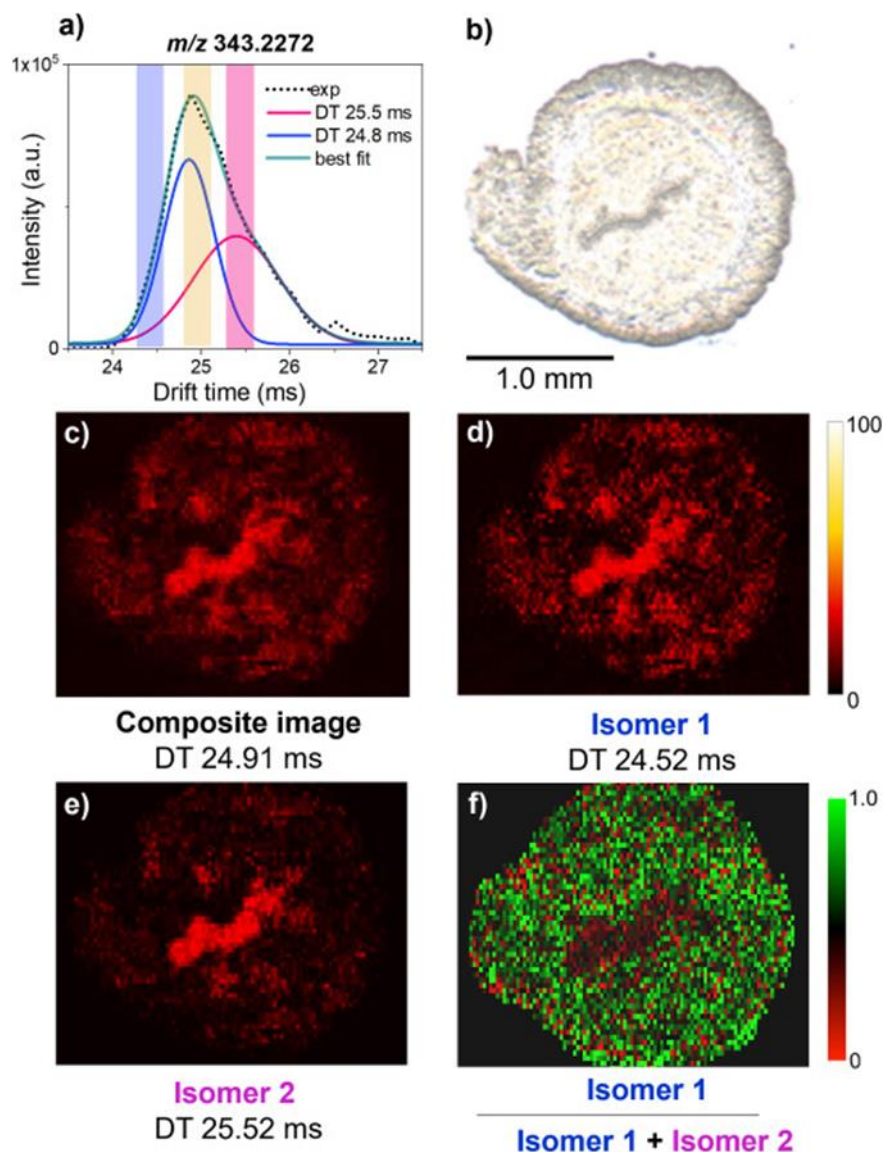 a)
m/z 343.2272
1x10⁵
exp
DT 25.5 ms
DT 24.8 ms
best fit
Intensity (a.u.)
0
24 25 26 27
Drift time (ms)
b)
1.0 mm
c)
Composite image
DT 24.91 ms
d)
100
0
Isomer 1
DT 24.52 ms
e)
Isomer 2
DT 25.52 ms
f)
1.0
0
Isomer 1
Isomer 1 + Isomer 2